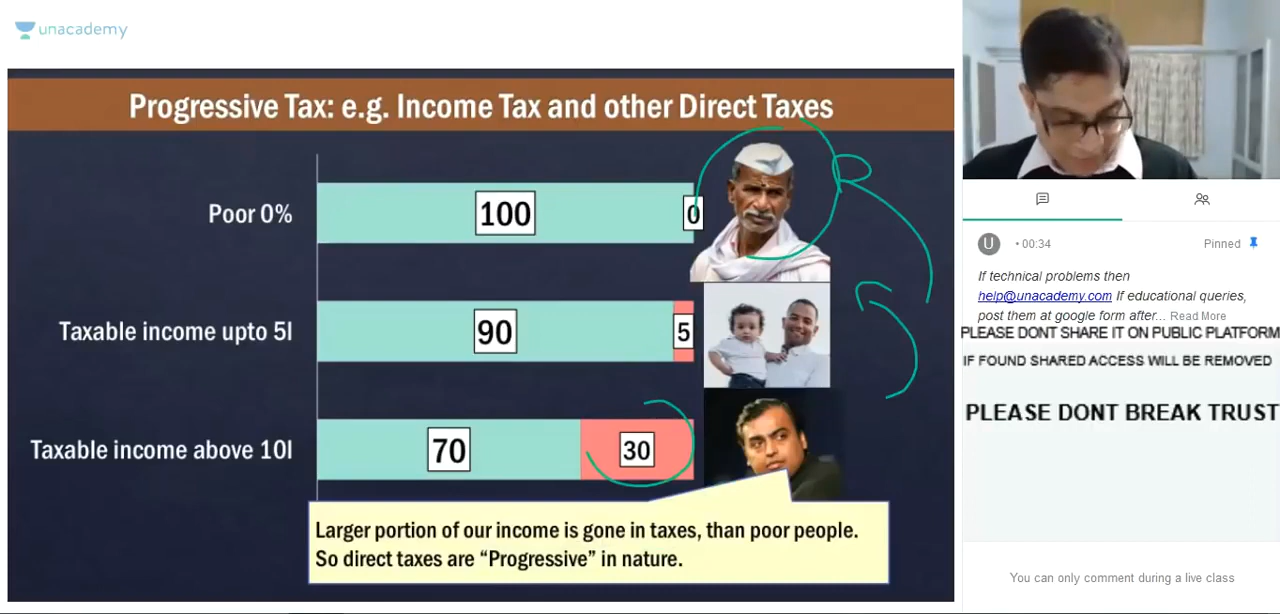 unacademy
Progressive Tax: e.g. Income Tax and other Direct Taxes
Poor 0%
100
0
Taxable income upto 5l
90
5
Taxable income above 10l
70
30
Larger portion of our income is gone in taxes, than poor people.
So direct taxes are “Progressive” in nature.
U
• 00:34
Pinned
If technical problems then
help@unacademy.com If educational queries,
post them at google form after... Read More
PLEASE DONT SHARE IT ON PUBLIC PLATFORM
IF FOUND SHARED ACCESS WILL BE REMOVED
PLEASE DONT BREAK TRUST
You can only comment during a live class